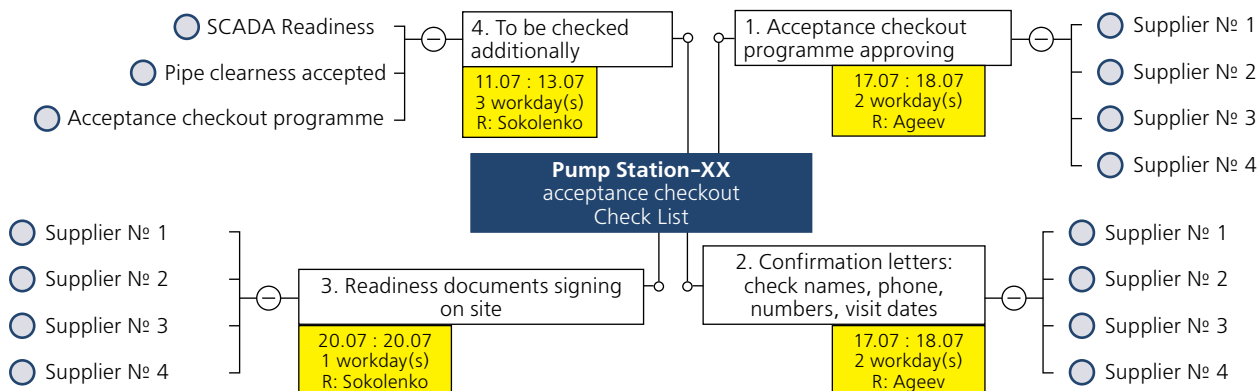 SCADA Readiness
Pipe clearness accepted
Acceptance checkout programme
4. To be checked
additionally
11.07 : 13.07
3 workday(s)
R: Sokolenko
1. Acceptance checkout
programme approving
17.07 : 18.07
2 workday(s)
R: Ageev
Supplier № 1
Supplier № 2
Supplier № 3
Supplier № 4
Pump Station–XX
acceptance checkout
Check List
Supplier № 1
Supplier № 2
Supplier № 3
Supplier № 4
3. Readiness documents signing
on site
20.07 : 20.07
1 workday(s)
R: Sokolenko
2. Confirmation letters:
check names, phone,
numbers, visit dates
17.07 : 18.07
2 workday(s)
R: Ageev
Supplier № 1
Supplier № 2
Supplier № 3
Supplier № 4